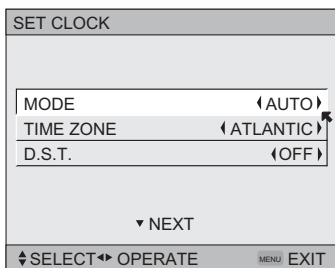 SET CLOCK
MODE AUTO
TIME ZONE ATLANTIC
D.S.T. OFF
NEXT
SELECT OPERATE MENU EXIT